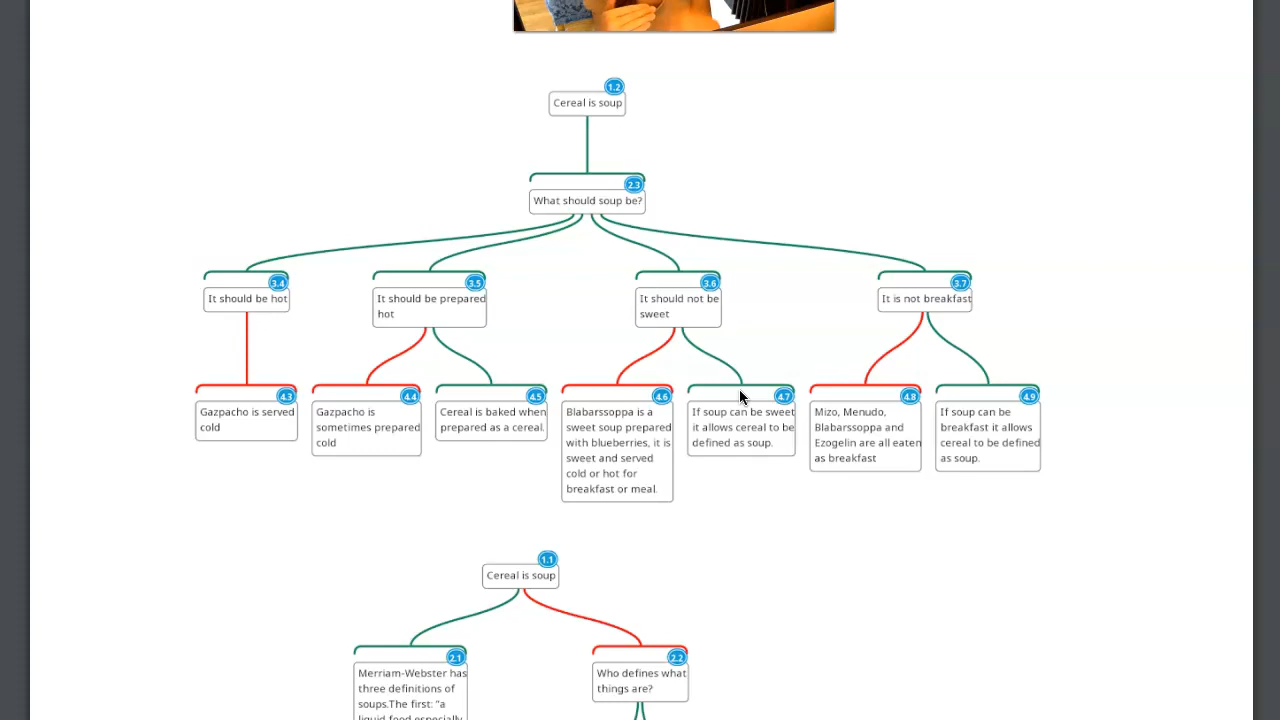 1.2
Cereal is soup
2.3
What should soup be?
3.4
It should be hot
3.5
It should be prepared
hot
3.6
It should not be
sweet
3.7
It is not breakfast
4.3
Gazpacho is served
cold
4.4
Gazpacho is
sometimes prepared
cold
4.5
Cereal is baked when
prepared as a cereal.
4.6
Blabarssoppa is a
sweet soup prepared
with blueberries, it is
sweet and served
cold or hot for
breakfast or meal.
4.7
If soup can be sweet
it allows cereal to be
defined as soup.
4.8
Mizo, Menudo,
Blabarssoppa and
Ezogelin are all eaten
as breakfast
4.9
If soup can be
breakfast it allows
cereal to be defined
as soup.
1.1
Cereal is soup
2.1
Merriam-Webster has
three definitions of
soups.The first: "a
liquid food especially
2.2
Who defines what
things are?